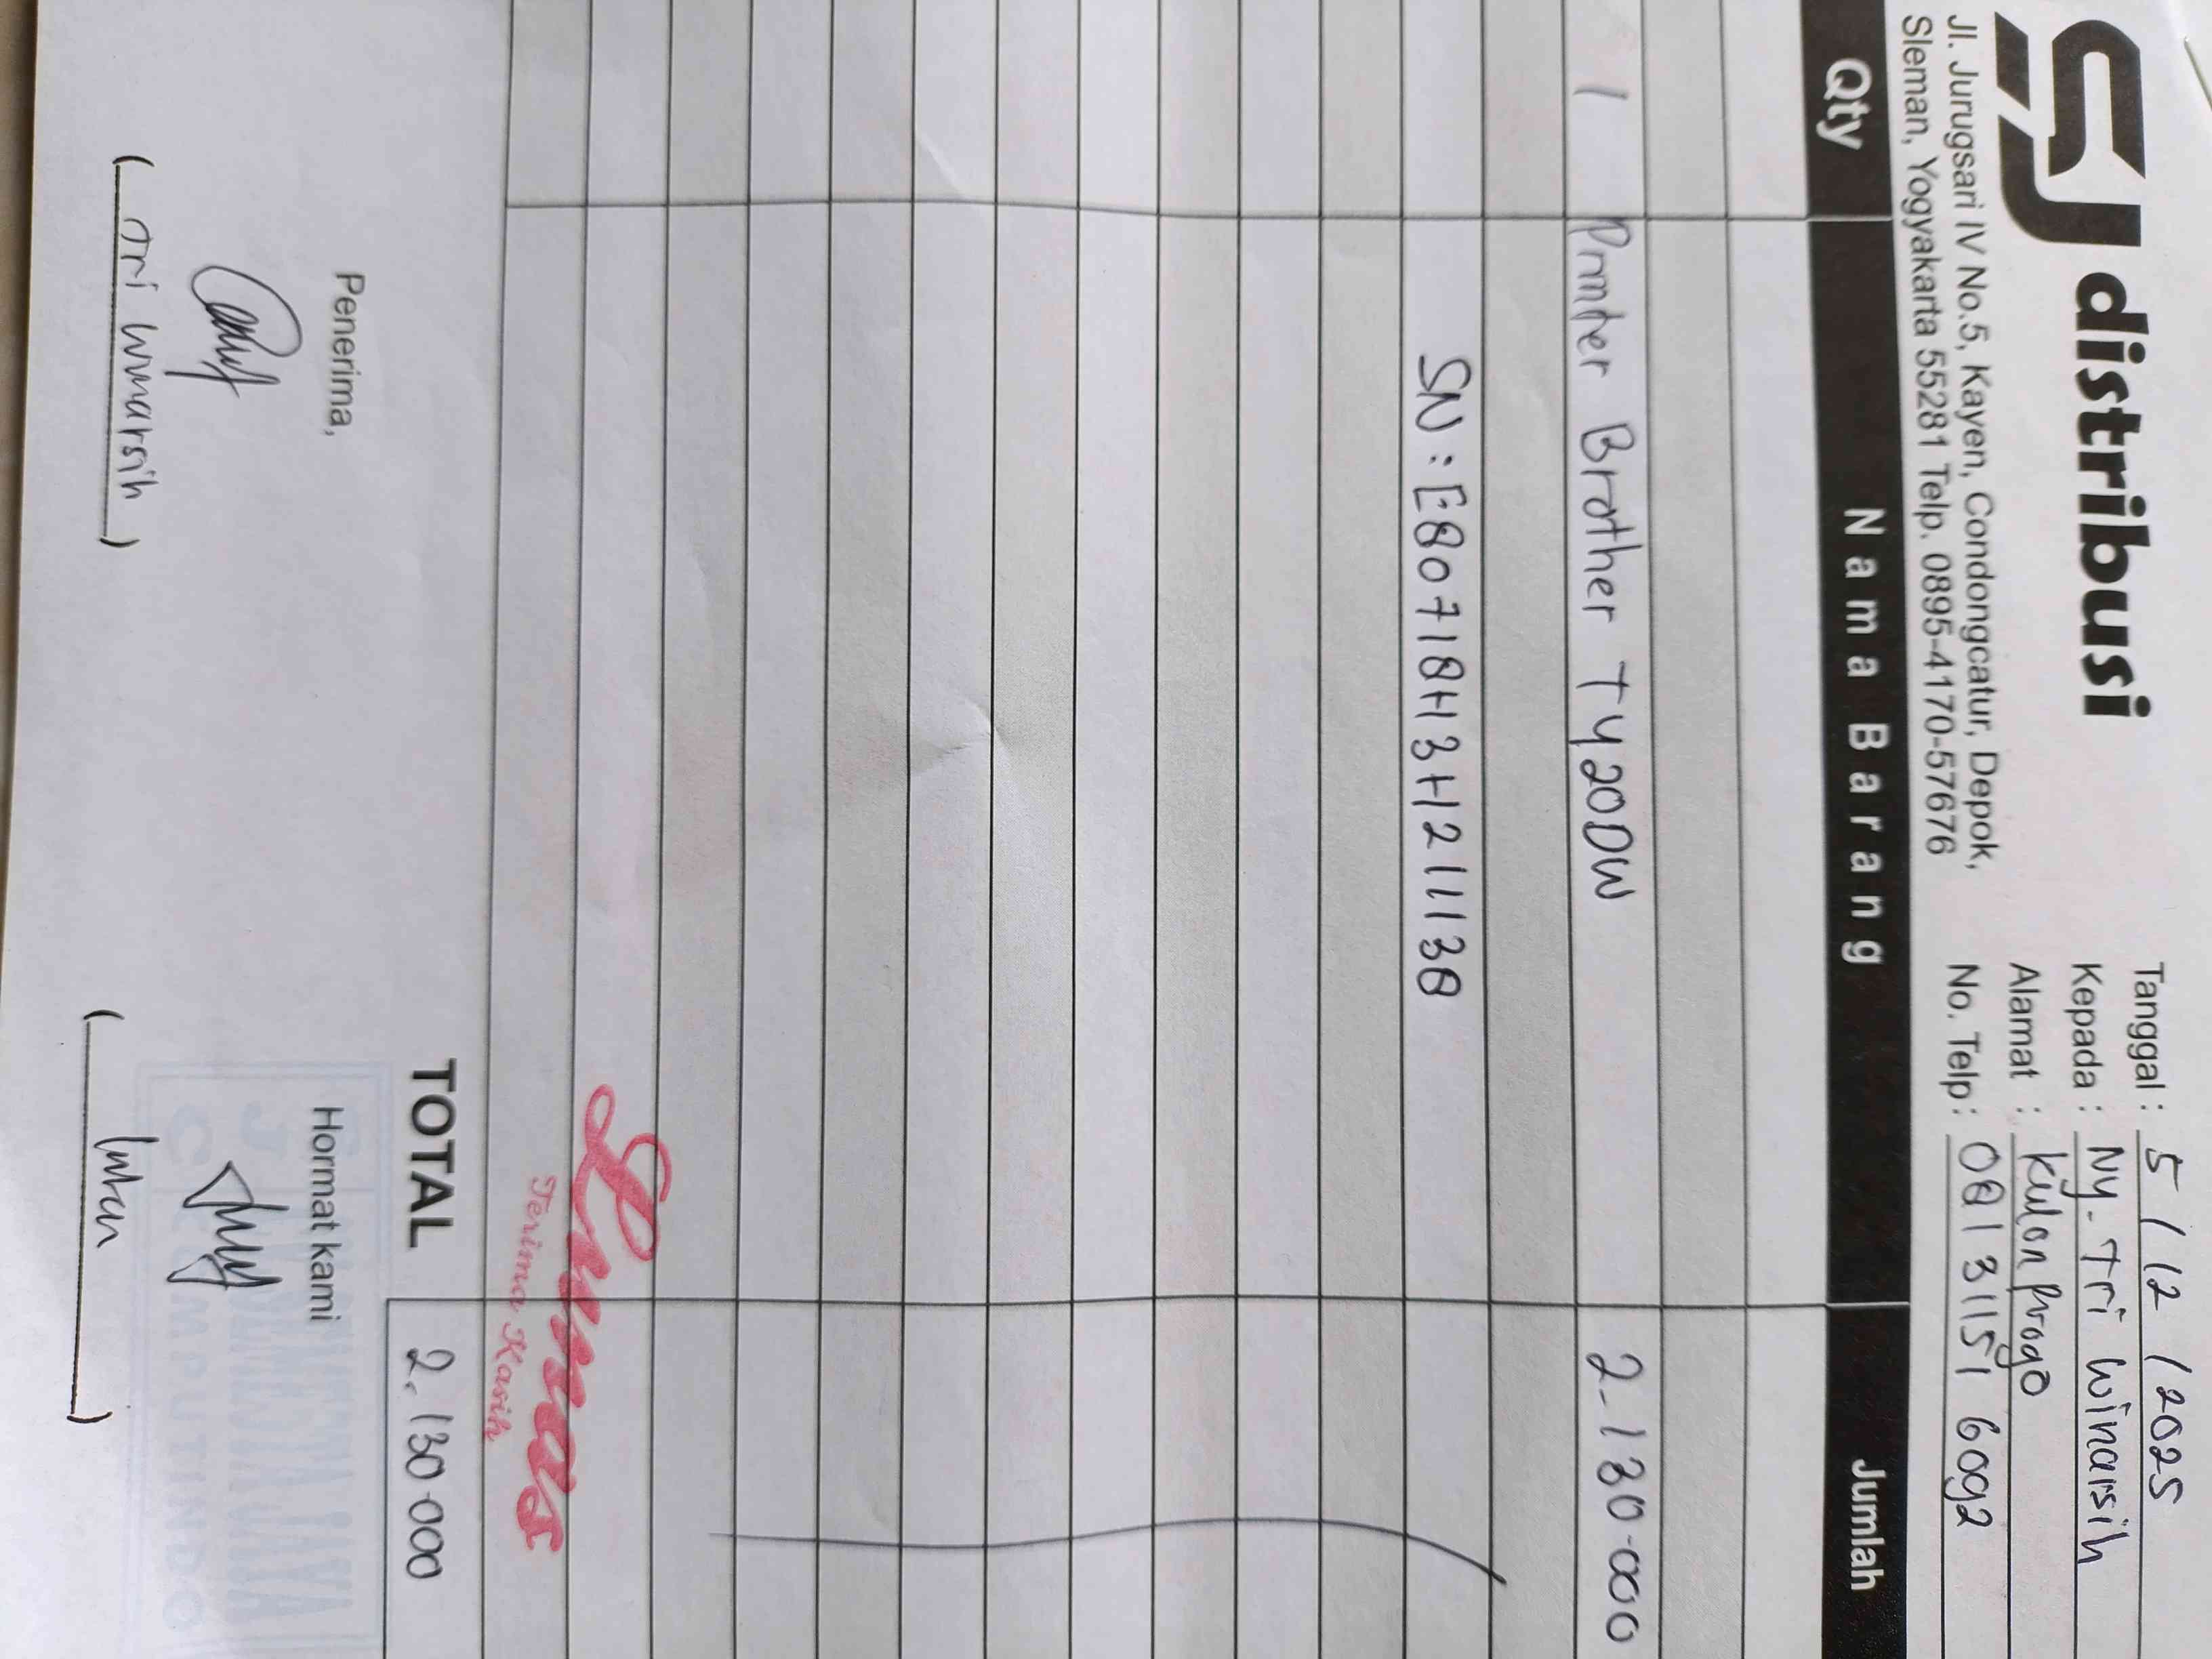 SJ distribusi
Jl. Jurugsari IV No.5, Kayen, Condongcatur, Depok,
Sleman, Yogyakarta 55281 Telp. 0895-4170-57676
Tanggal : 5 / 12 / 2025
Kepada : Ny. Tri Winarsih
Alamat : Kulon Progo
No. Telp : 081 31151 6092
Qty Nama Barang Jumlah
1 Printer Brother T420DW 2.130.000
SN : E80718H3H211138
Lunas
Terima Kasih
TOTAL 2.130.000
Penerima, Hormat kami
COMPUTINDO
( Tri Winarsih ) ( Intan )